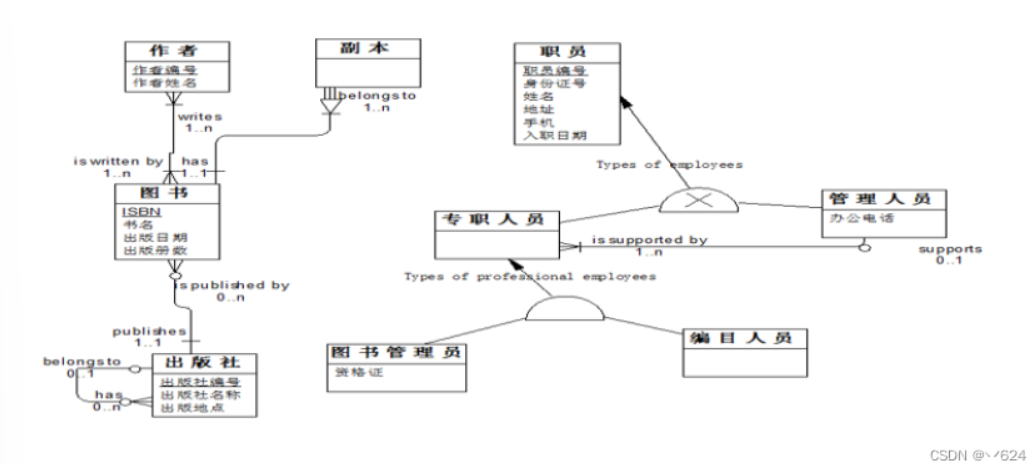 作者
作者编号
作者姓名
writes
1..n
is written by
1..n
副本
belongs to
1..n
has
1..1
图书
ISBN
书名
出版日期
出版册数
is published by
0..n
publishes
1..1
出版社
出版社编号
出版社名称
出版地点
belongs to
0..1
has
0..n
职员
职员编号
身份证号
姓名
地址
手机
入职日期
Types of employees
专职人员
管理人员
办公电话
is supported by
1..n
supports
0..1
Types of professional employees
图书管理员
资格证
编目人员